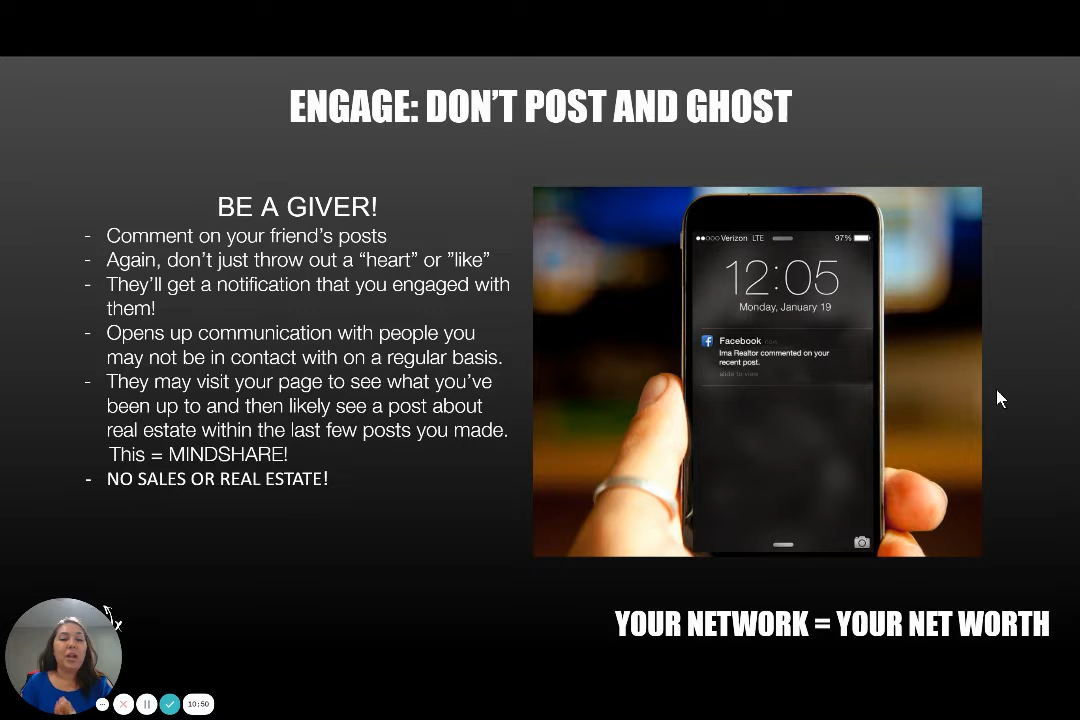 ENGAGE: DON'T POST AND GHOST
BE A GIVER!
- Comment on your friend's posts
- Again, don't just throw out a “heart” or ”like”
- They'll get a notification that you engaged with
them!
- Opens up communication with people you
may not be in contact with on a regular basis.
- They may visit your page to see what you've
been up to and then likely see a post about
real estate within the last few posts you made.
This = MINDSHARE!
- NO SALES OR REAL ESTATE!
Verizon LTE 97%
12:05
Monday, January 19
Facebook now
Ima Realtor commented on your
recent post.
slide to view
YOUR NETWORK = YOUR NET WORTH
10:50